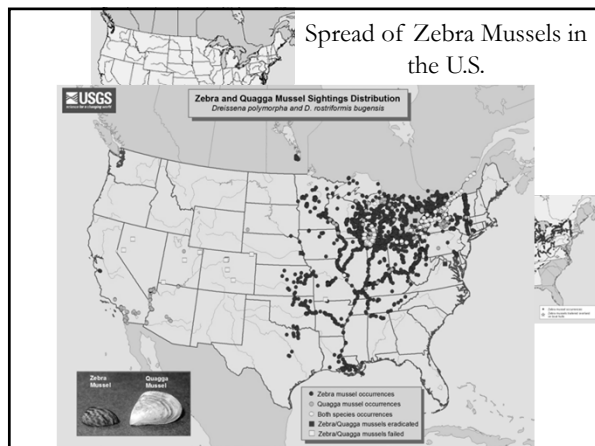 Spread of Zebra Mussels in
the U.S.
USGS
Zebra and Quagga Mussel Sightings Distribution
Dreissena polymorpha and D. rostriformis bugensis
Zebra
Mussel
Quagga
Mussel
Zebra mussel occurrences
Quagga mussel occurrences
Both species occurrences
Zebra/Quagga mussels eradicated
Zebra/Quagga mussels failed